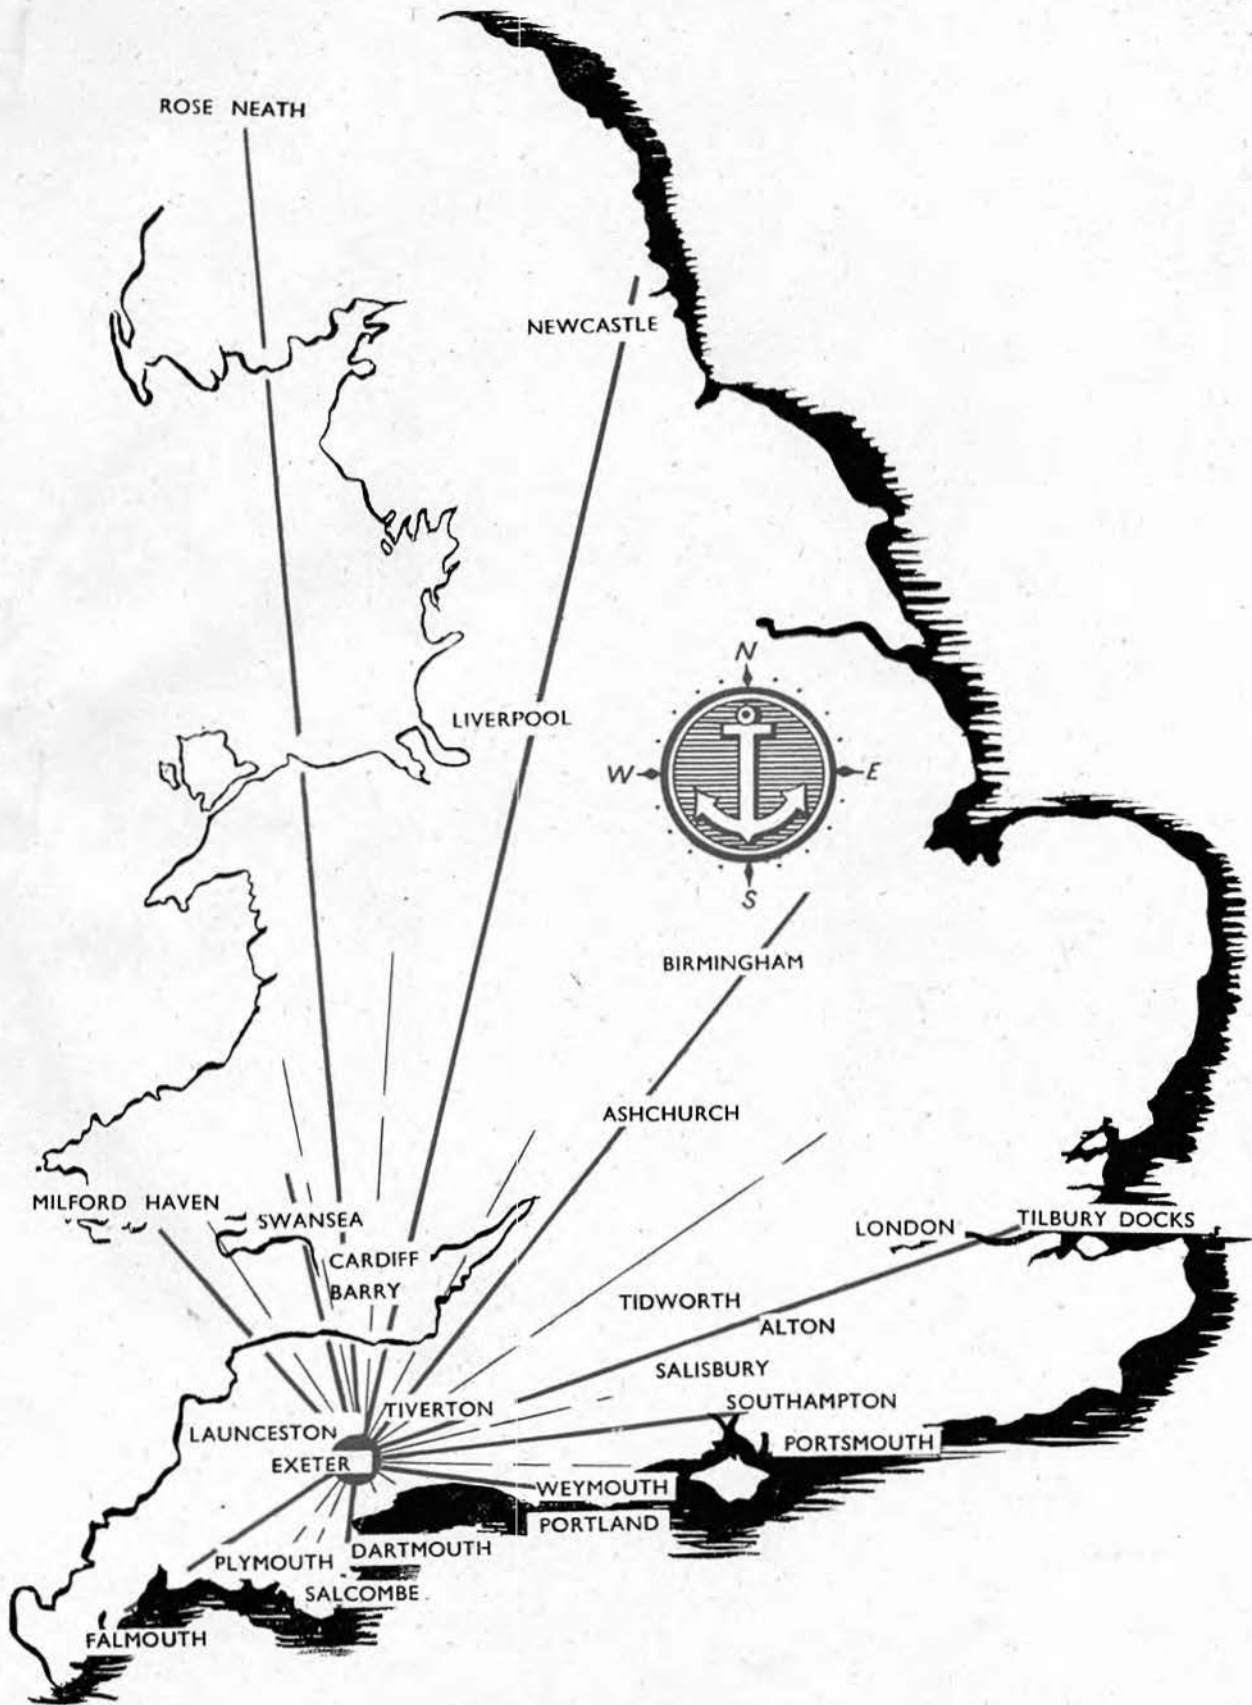 ROSE NEATH
NEWCASTLE
N
LIVERPOOL
W
E
S
BIRMINGHAM
ASHCHURCH
MILFORD HAVEN
SWANSEA
TILBURY DOCKS
LONDON
CARDIFF
BARRY
TIDWORTH
ALTON
SALISBURY
SOUTHAMPTON
TIVERTON
LAUNCESTON
PORTSMOUTH
EXETER
WEYMOUTH
PORTLAND
DARTMOUTH
PLYMOUTH
SALCOMBE
FALMOUTH